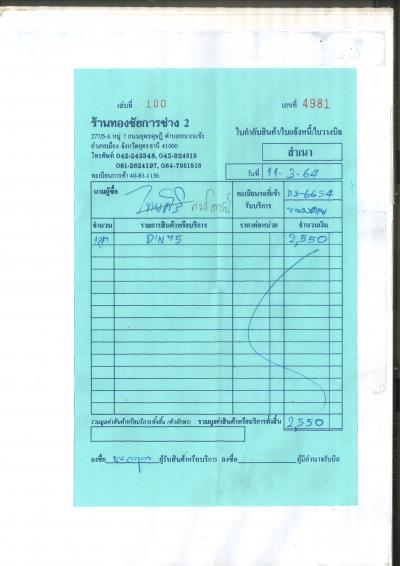 เล่มที่ 100 เลขที่ 4981
ร้านทองชัยการช่าง 2
277/5-6 หมู่ 7 ถนนอุดรดุษฎี ตำบลหมากแข้ง
อำเภอเมือง จังหวัดอุดรธานี 41000
โทรศัพท์ 042-242345, 042-324815
081-2624197, 084-7951515
ทะเบียนการค้า 40-83-1156
ใบกำกับสินค้า/ใบแจ้งหนี้/ใบวางบิล
สำเนา
วันที่ 11-3-64
นามผู้ซื้อ
ทะเบียนรถที่เข้ารับบริการ 6654
จำนวน รายการสินค้าหรือบริการ ราคาต่อหน่วย จำนวนเงิน
DIN 75 2,550
รวมมูลค่าสินค้าหรือบริการทั้งสิ้น (ตัวอักษร) รวมมูลค่าสินค้าหรือบริการทั้งสิ้น 2,550
ลงชื่อ ผู้รับสินค้าหรือบริการ ลงชื่อ ผู้มีอำนาจรับบิล